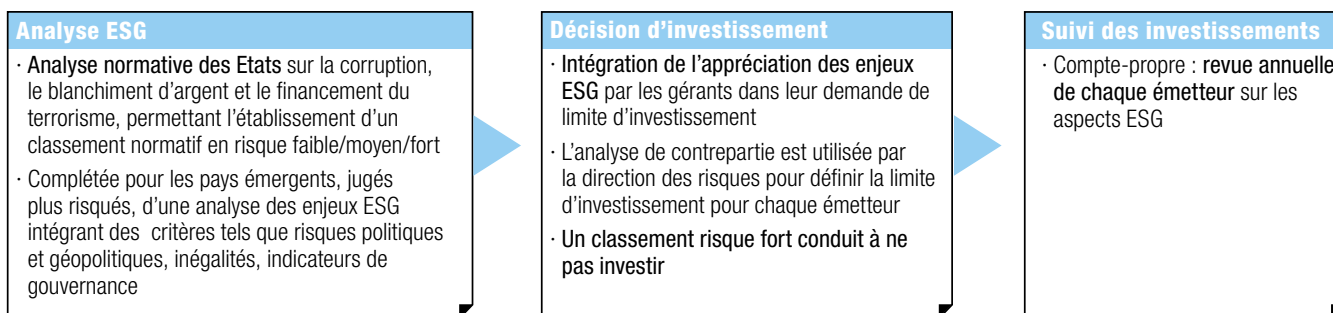 Analyse ESG
· Analyse normative des Etats sur la corruption,
le blanchiment d’argent et le financement du
terrorisme, permettant l’établissement d’un
classement normatif en risque faible/moyen/fort
· Complétée pour les pays émergents, jugés
plus risqués, d’une analyse des enjeux ESG
intégrant des critères tels que risques politiques
et géopolitiques, inégalités, indicateurs de
gouvernance
Décision d’investissement
· Intégration de l’appréciation des enjeux
ESG par les gérants dans leur demande de
limite d’investissement
· L’analyse de contrepartie est utilisée par
la direction des risques pour définir la limite
d’investissement pour chaque émetteur
· Un classement risque fort conduit à ne
pas investir
Suivi des investissements
· Compte-propre : revue annuelle
de chaque émetteur sur les
aspects ESG